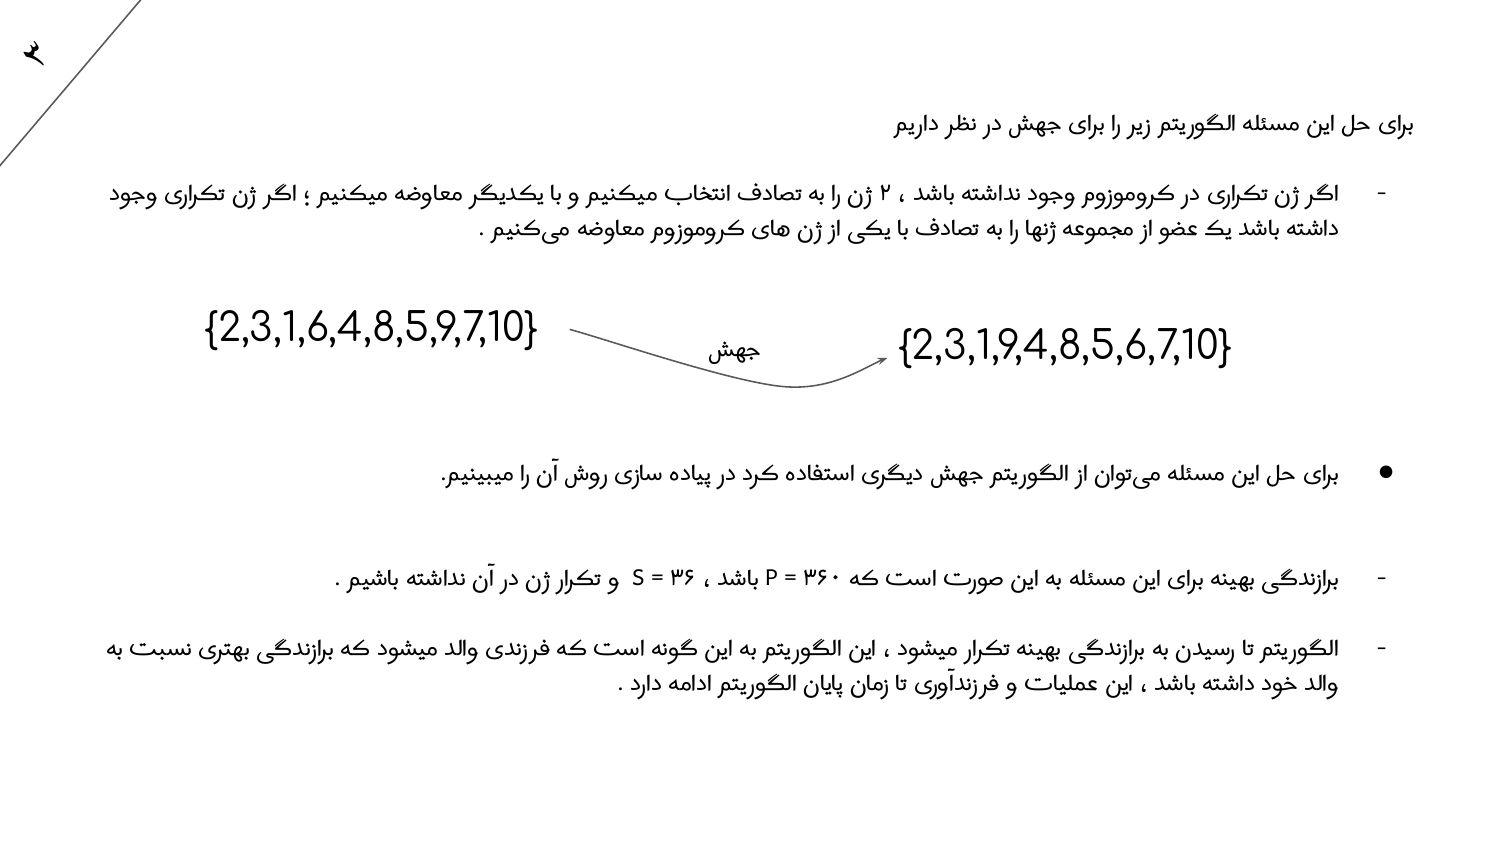 ۳
برای حل این مسئله الگوریتم زیر را برای جهش در نظر داریم
- اگر ژن تکراری در کروموزوم وجود نداشته باشد ، ۲ ژن را به تصادف انتخاب میکنیم و با یکدیگر معاوضه میکنیم ؛ اگر ژن تکراری وجود
داشته باشد یک عضو از مجموعه ژنها را به تصادف با یکی از ژن های کروموزوم معاوضه می‌کنیم .
{2,3,1,6,4,8,5,9,7,10}
جهش
{2,3,1,9,4,8,5,6,7,10}
● برای حل این مسئله می‌توان از الگوریتم جهش دیگری استفاده کرد در پیاده سازی روش آن را میبینیم.
- برازندگی بهینه برای این مسئله به این صورت است که P = ۳۶۰ باشد ، S = ۳۶ و تکرار ژن در آن نداشته باشیم .
- الگوریتم تا رسیدن به برازندگی بهینه تکرار میشود ، این الگوریتم به این گونه است که فرزندی والد میشود که برازندگی بهتری نسبت به
والد خود داشته باشد ، این عملیات و فرزندآوری تا زمان پایان الگوریتم ادامه دارد .